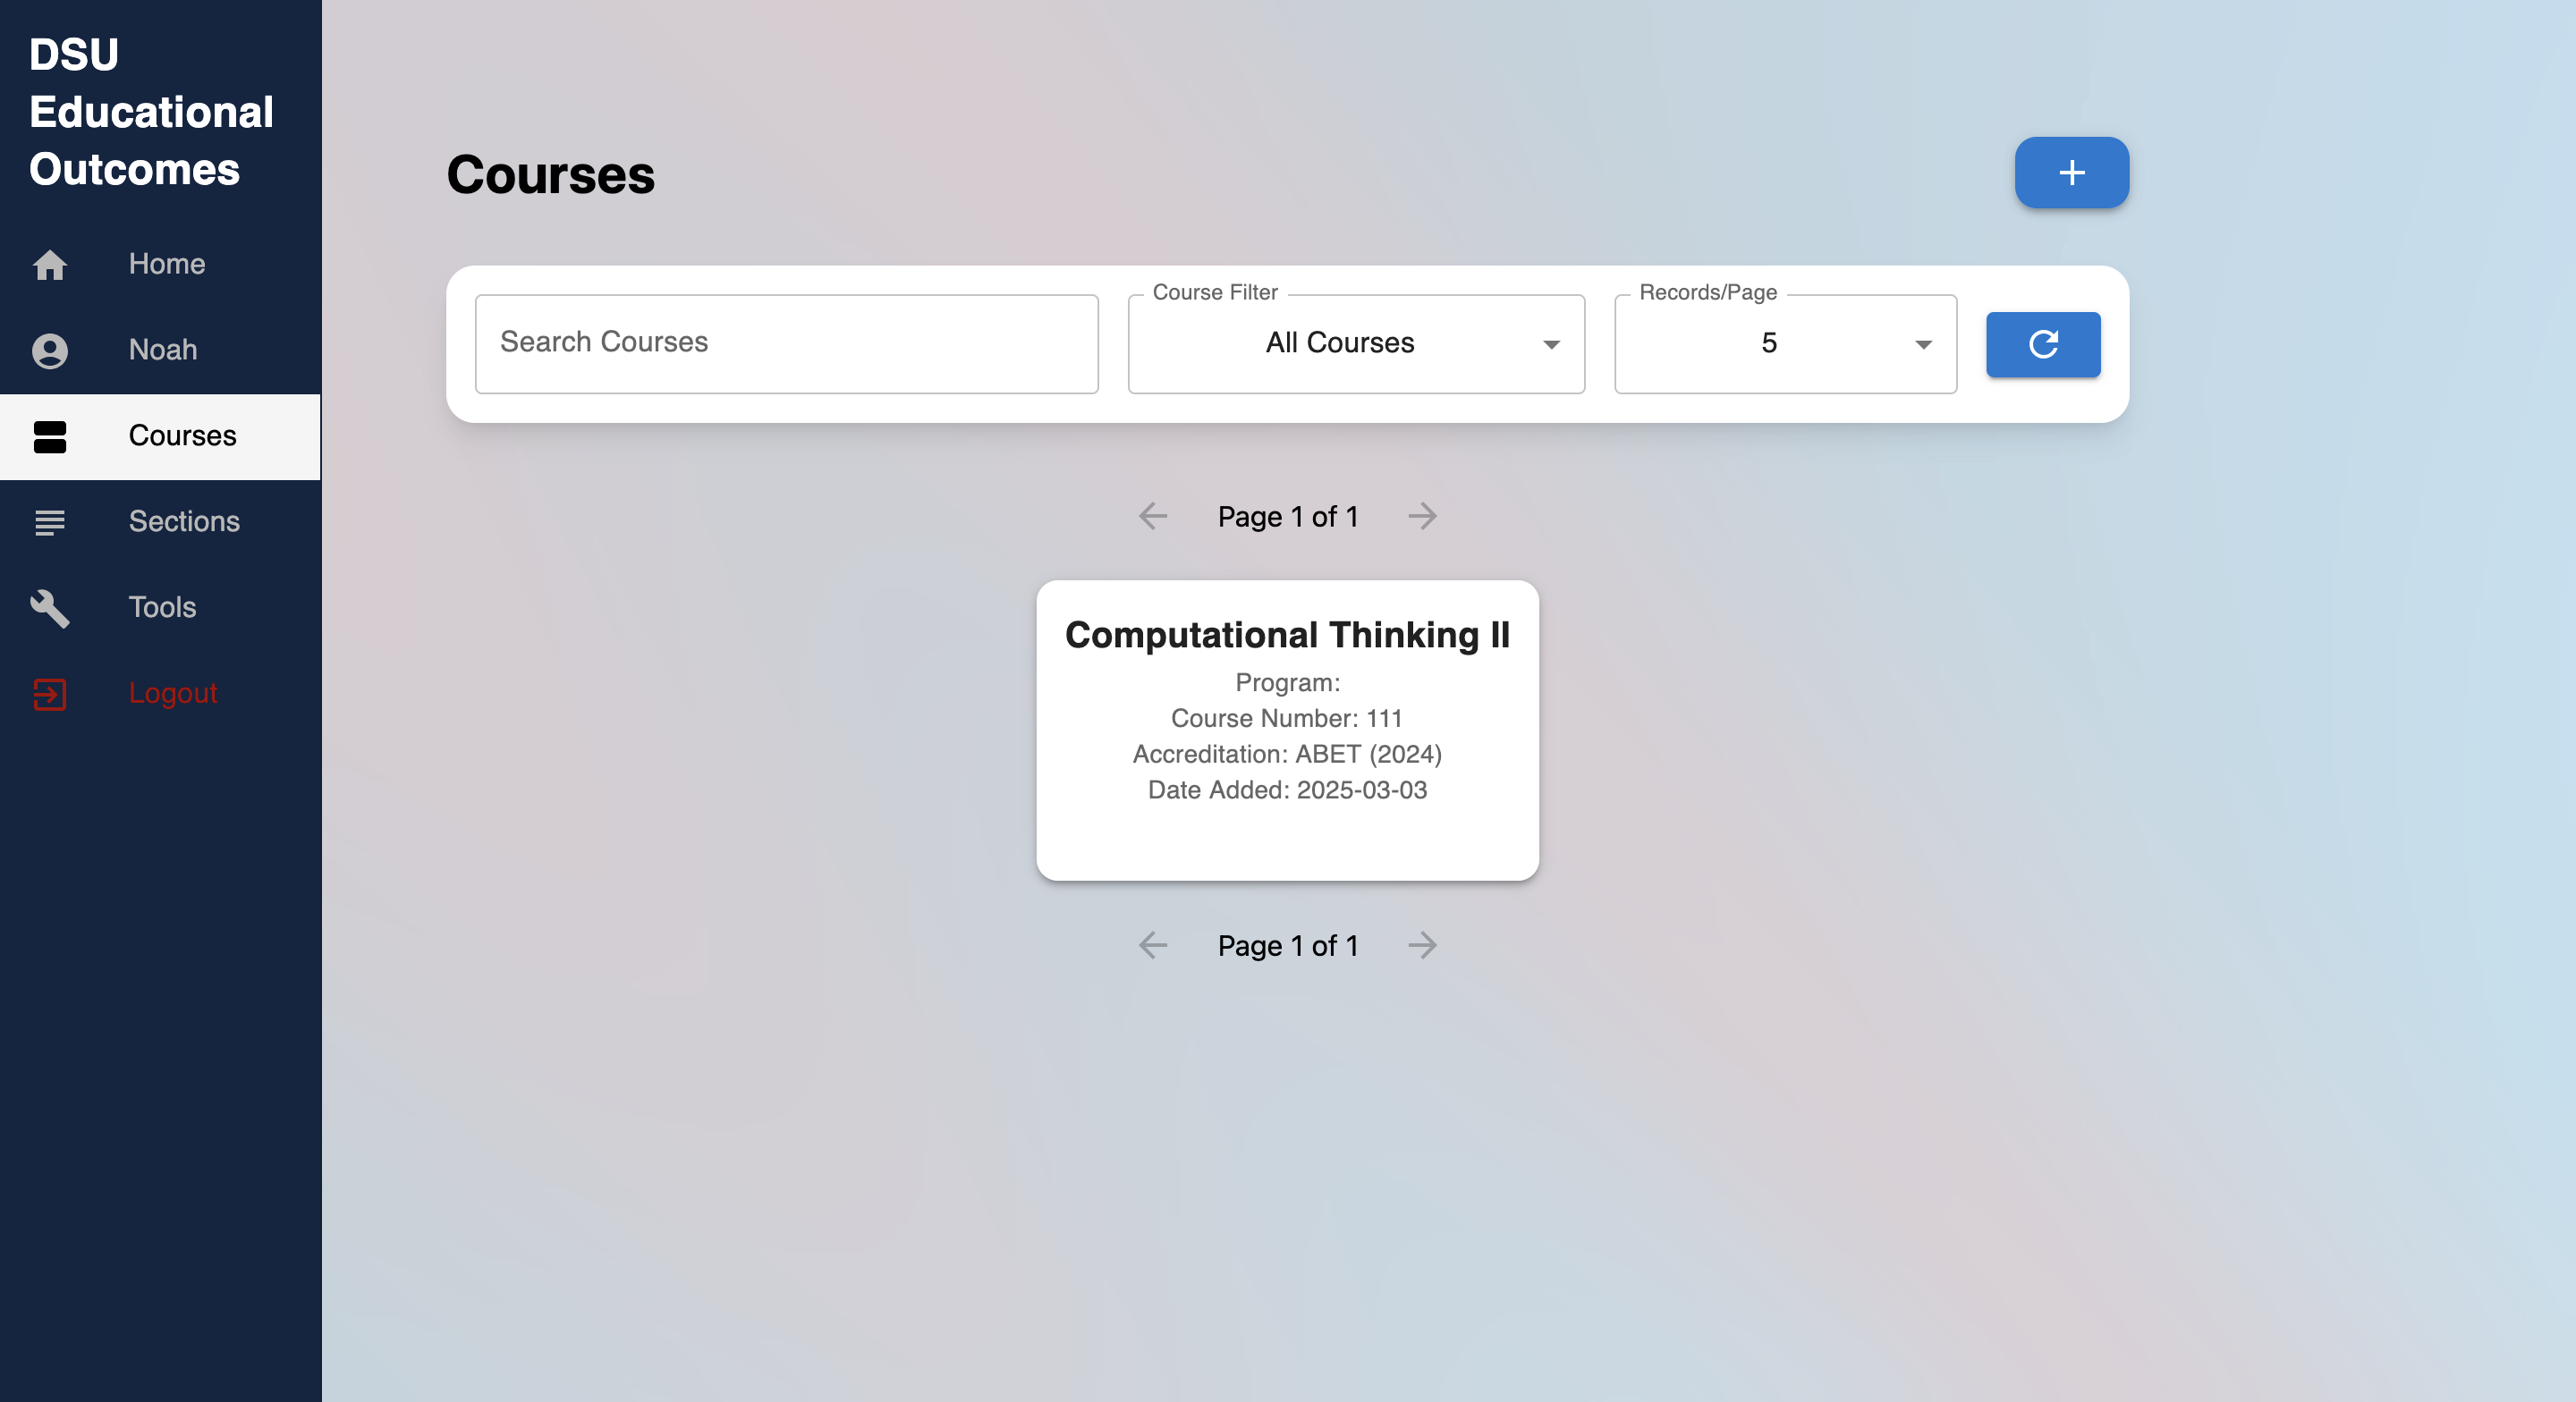 DSU
Educational
Outcomes
Home
Noah
Courses
Sections
Tools
Logout
Courses
Search Courses
Course Filter
All Courses
Records/Page
5
Page 1 of 1
Computational Thinking II
Program:
Course Number: 111
Accreditation: ABET (2024)
Date Added: 2025-03-03
Page 1 of 1